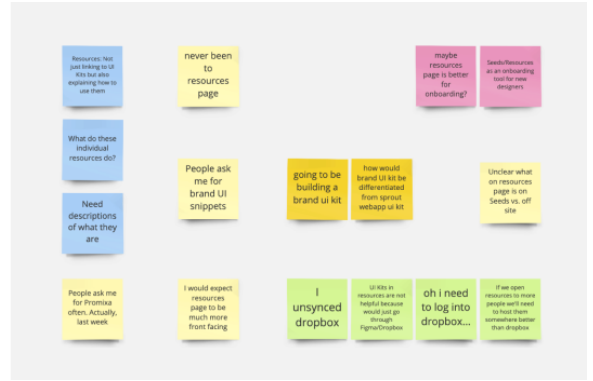 Resources: Not
just linking to UI
Kits but also
explaining how to
use them
never been
to
resources
page
maybe
resources
page is better
for
onboarding?
Seeds/Resources
as an onboarding
tool for new
designers
What do these
individual
resources do?
People ask
me for
brand UI
snippets
going to be
building a
brand ui kit
how would
brand UI kit be
differentiated
from sprout
webapp ui kit
Unclear what
on resources
page is on
Seeds vs. off
site
Need
descriptions
of what they
are
People ask me
for Promixa
often. Actually,
last week
I would expect
resources
page to be
much more
front facing
I
unsynced
dropbox
UI Kits in
resources are not
helpful because
would just go
through
Figma/Dropbox
oh i need
to log into
dropbox...
If we open
resources to more
people we'll need
to host them
somewhere better
than dropbox